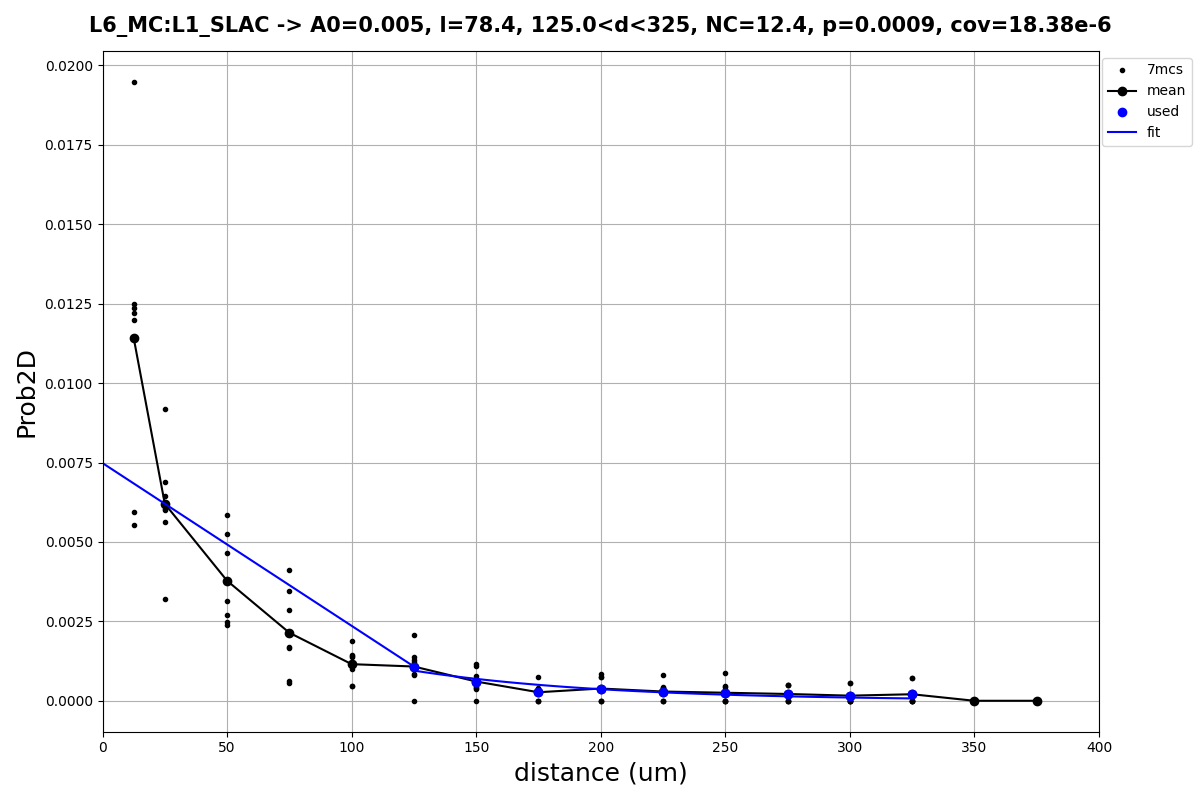 L6_MC:L1_SLAC -> A0=0.005, l=78.4, 125.0<d<325, NC=12.4, p=0.0009, cov=18.38e-6
7mcs
mean
used
fit
Prob2D
0.0200
0.0175
0.0150
0.0125
0.0100
0.0075
0.0050
0.0025
0.0000
0 50 100 150 200 250 300 350 400
distance (um)